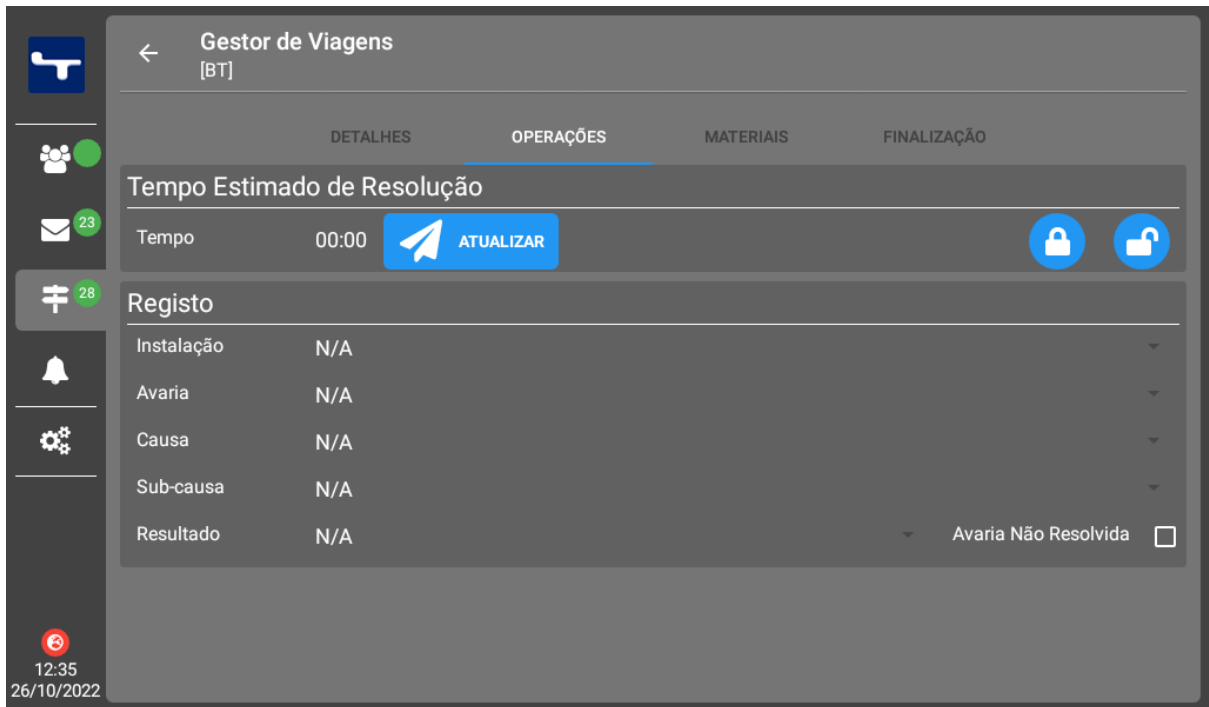 Gestor de Viagens
[BT]
DETALHES OPERAÇÕES MATERIAIS FINALIZAÇÃO
Tempo Estimado de Resolução
Tempo 00:00 ATUALIZAR
Registo
Instalação N/A
Avaria N/A
Causa N/A
Sub-causa N/A
Resultado N/A Avaria Não Resolvida
23
28
12:35
26/10/2022